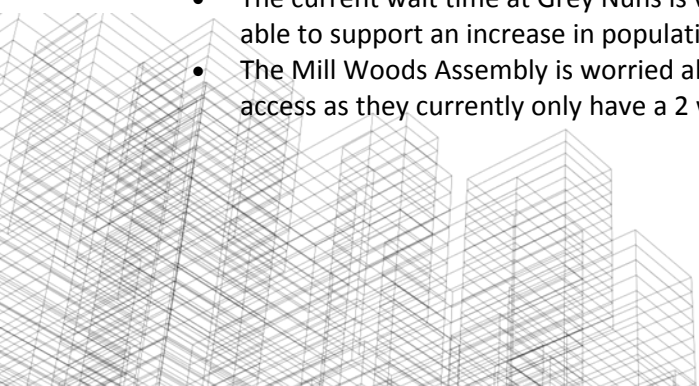 • The current wait time at Grey Nuns is
able to support an increase in populati
• The Mill Woods Assembly is worried
access as they currently only have a 2